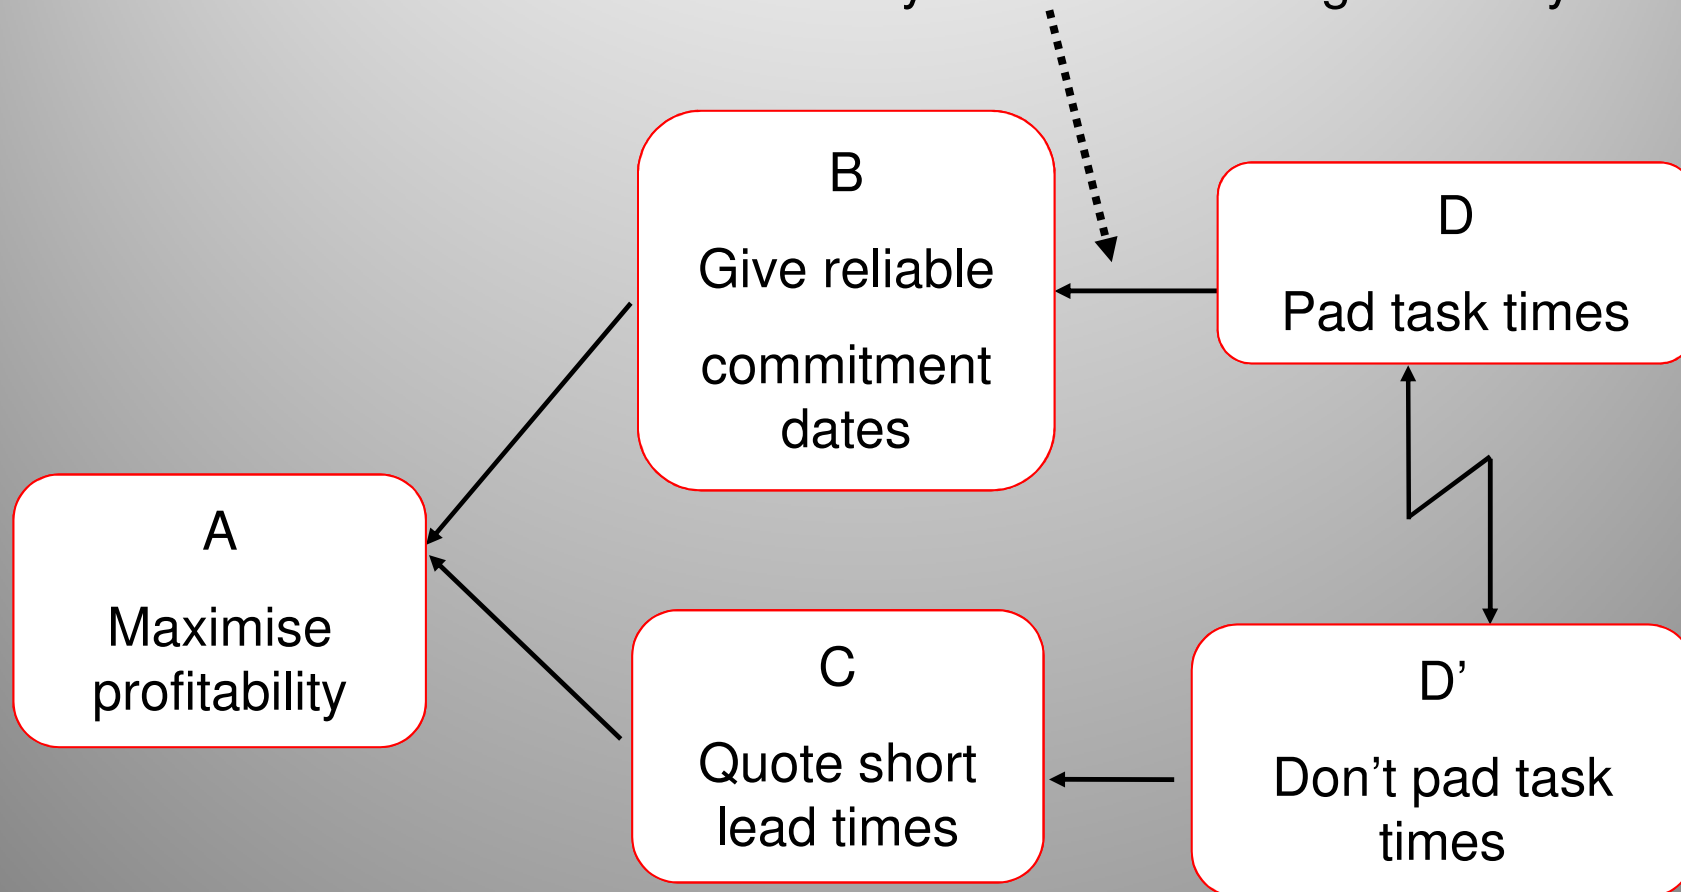 B
Give reliable
commitment
dates
D
Pad task times
A
Maximise
profitability
C
Quote short
lead times
D’
Don’t pad task
times